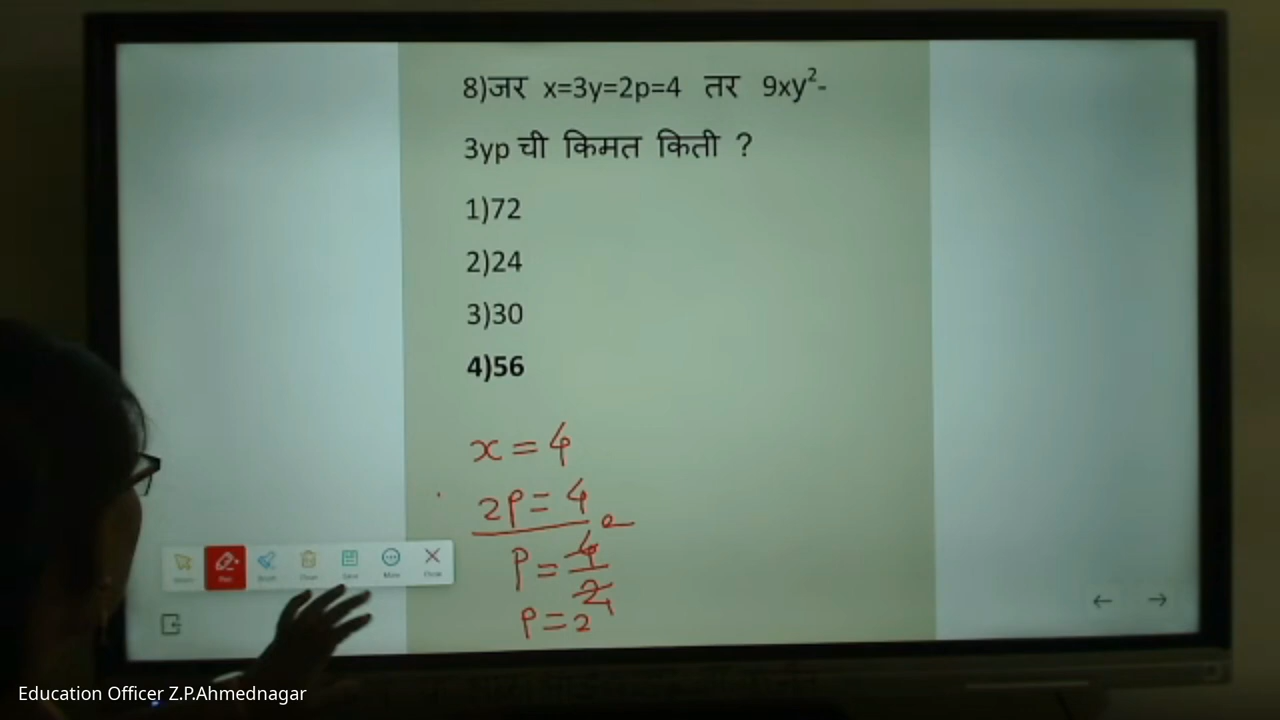 8)जर x=3y=2p=4 तर 9xy²-
3yp ची किमत किती ?
1)72
2)24
3)30
4)56
x = 4
2P = 4
P = 4/2
P = 2
Education Officer Z.P.Ahmednagar